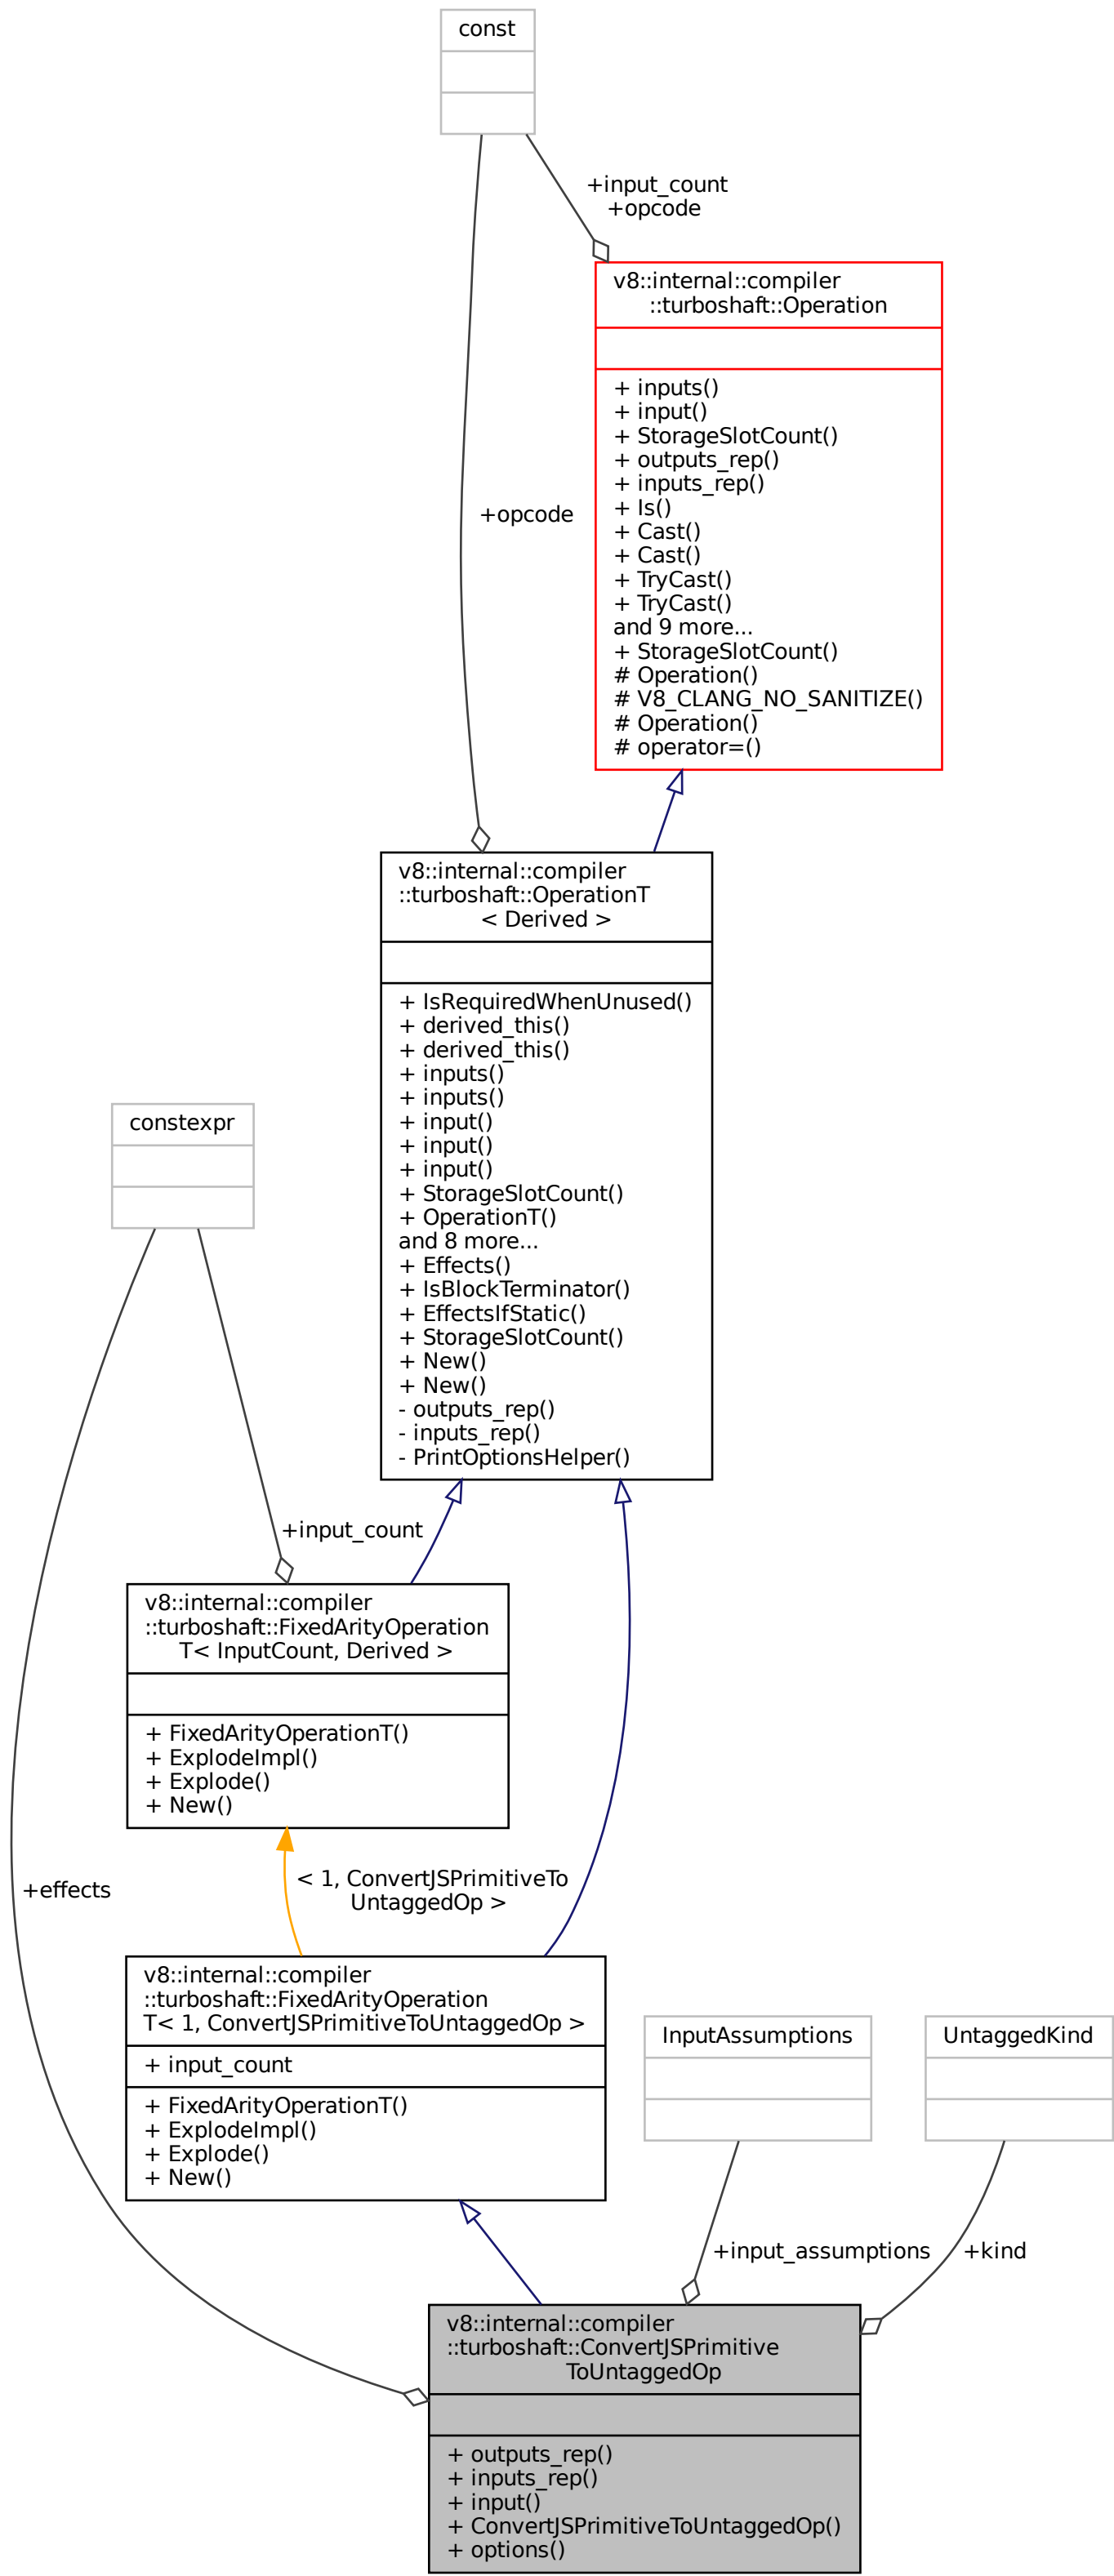 const
+input_count
+opcode
v8::internal::compiler
::turboshaft::Operation
+ inputs()
+ input()
+ StorageSlotCount()
+ outputs_rep()
+ inputs_rep()
+ Is()
+ Cast()
+ Cast()
+ TryCast()
+ TryCast()
and 9 more...
+ StorageSlotCount()
# Operation()
# V8_CLANG_NO_SANITIZE()
# Operation()
# operator=()
+opcode
v8::internal::compiler
::turboshaft::OperationT
< Derived >
+ IsRequiredWhenUnused()
+ derived_this()
+ derived_this()
+ inputs()
+ inputs()
+ input()
+ input()
+ input()
+ StorageSlotCount()
+ OperationT()
and 8 more...
+ Effects()
+ IsBlockTerminator()
+ EffectsIfStatic()
+ StorageSlotCount()
+ New()
+ New()
- outputs_rep()
- inputs_rep()
- PrintOptionsHelper()
constexpr
+input_count
v8::internal::compiler
::turboshaft::FixedArityOperation
T< InputCount, Derived >
+ FixedArityOperationT()
+ ExplodeImpl()
+ Explode()
+ New()
< 1, ConvertJSPrimitiveTo
UntaggedOp >
+effects
v8::internal::compiler
::turboshaft::FixedArityOperation
T< 1, ConvertJSPrimitiveToUntaggedOp >
+ input_count
+ FixedArityOperationT()
+ ExplodeImpl()
+ Explode()
+ New()
InputAssumptions
UntaggedKind
+input_assumptions
+kind
v8::internal::compiler
::turboshaft::ConvertJSPrimitive
ToUntaggedOp
+ outputs_rep()
+ inputs_rep()
+ input()
+ ConvertJSPrimitiveToUntaggedOp()
+ options()